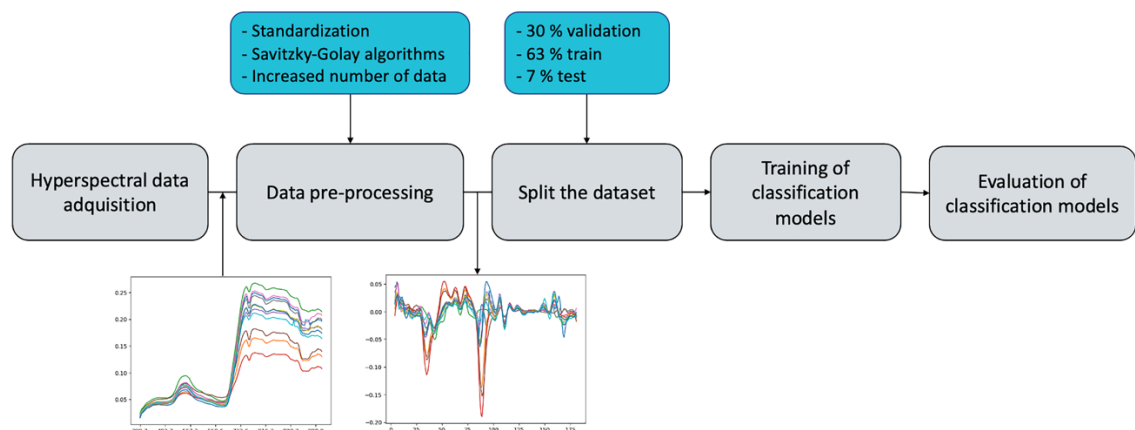 - Standardization
- Savitzky-Golay algorithms
- Increased number of data
- 30 % validation
- 63 % train
- 7 % test
Hyperspectral data
adquisition
Data pre-processing
Split the dataset
Training of
classification
models
Evaluation of
classification models
0.25
0.20
0.15
0.10
0.05
0.05
0.00
−0.05
−0.10
−0.15
−0.20
0
25
50
75
100
125
150
175